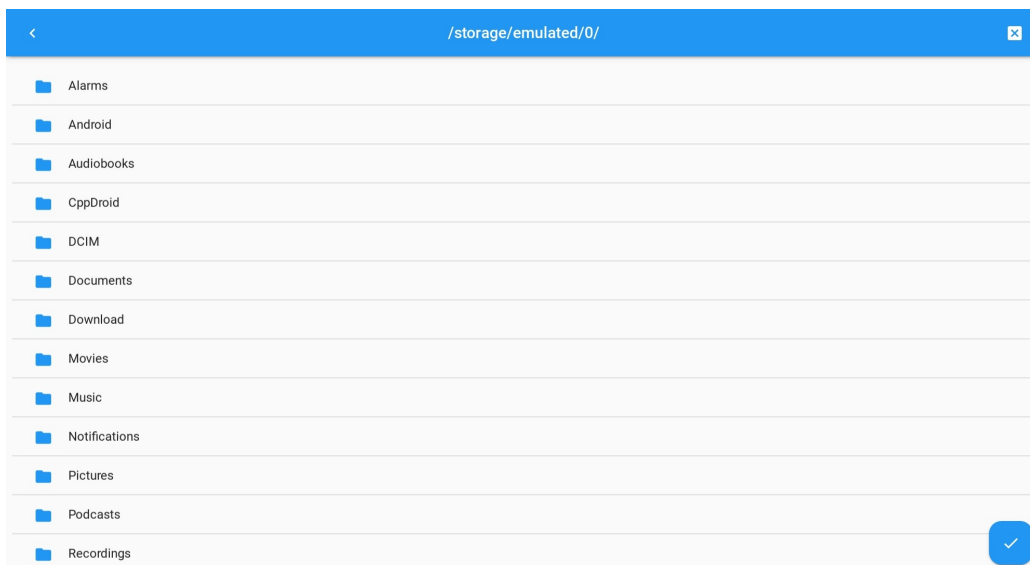 /storage/emulated/0/
Alarms
Android
Audiobooks
CppDroid
DCIM
Documents
Download
Movies
Music
Notifications
Pictures
Podcasts
Recordings